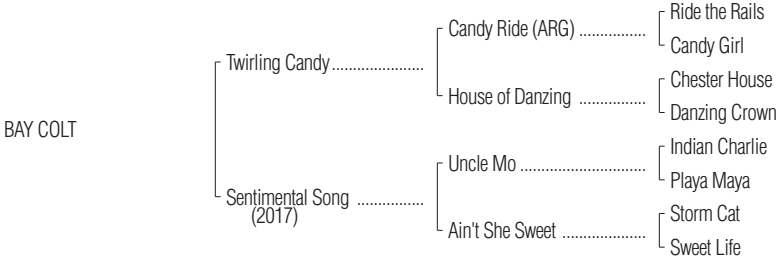 Ride the Rails
Candy Ride (ARG) ................
Candy Girl
Twirling Candy......................
Chester House
House of Danzing ................
Danzing Crown
BAY COLT
Indian Charlie
Uncle Mo ..............................
Playa Maya
Sentimental Song ................
(2017)
Storm Cat
Ain't She Sweet ....................
Sweet Life